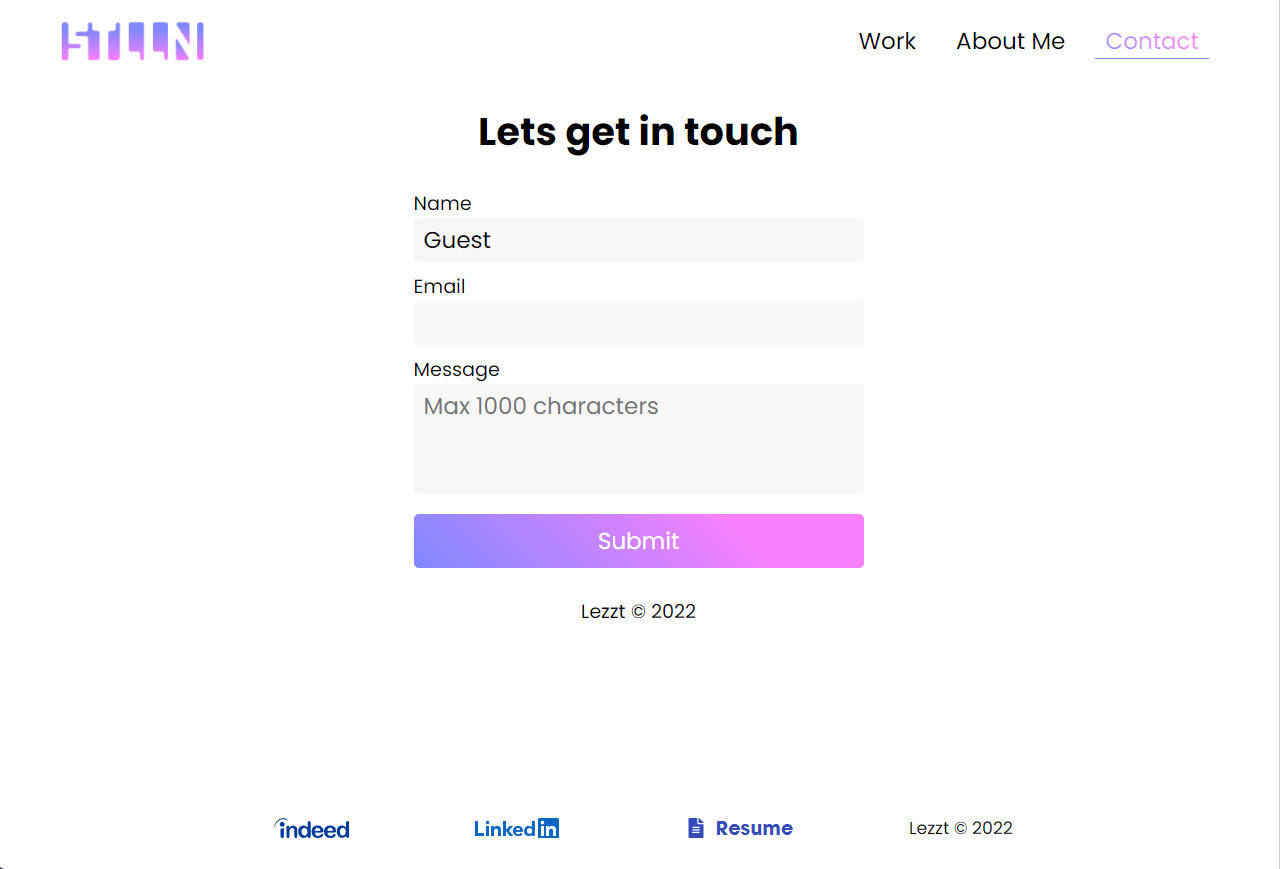 Work About Me Contact
Lets get in touch
Name
Guest
Email
Message
Max 1000 characters
Submit
Lezzt © 2022
indeed LinkedIn Resume Lezzt © 2022